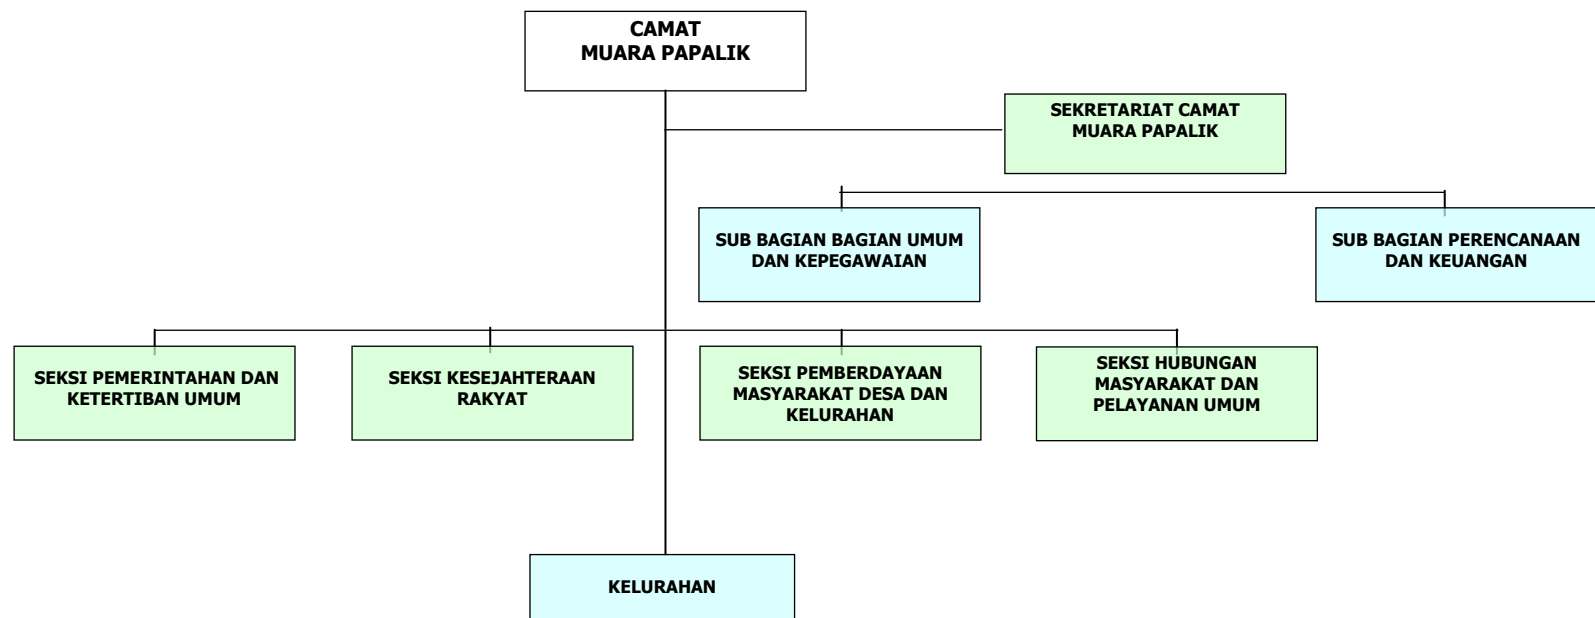 CAMAT
MUARA PAPALIK
SEKRETARIAT CAMAT
MUARA PAPALIK
SUB BAGIAN BAGIAN UMUM
DAN KEPEGAWAIAN
SUB BAGIAN PERENCANAAN
DAN KEUANGAN
SEKSI PEMERINTAHAN DAN
KETERTIBAN UMUM
SEKSI KESEJAHTERAAN
RAKYAT
SEKSI PEMBERDAYAAN
MASYARAKAT DESA DAN
KELURAHAN
SEKSI HUBUNGAN
MASYARAKAT DAN
PELAYANAN UMUM
KELURAHAN